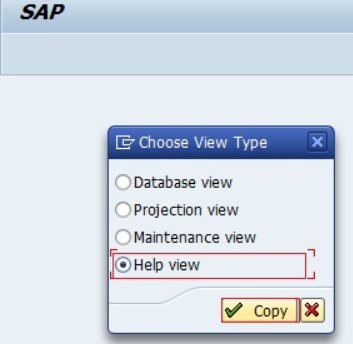 SAP
Choose View Type
Database view
Projection view
Maintenance view
Help view
Copy